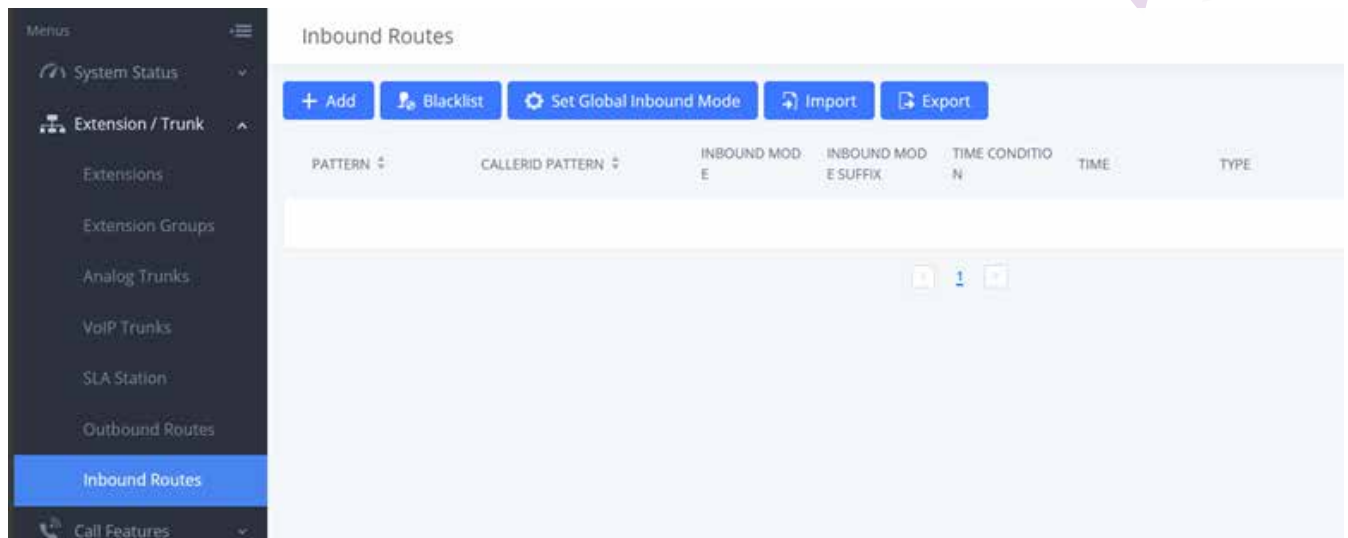 Menus
System Status
Extension / Trunk
Extensions
Extension Groups
Analog Trunks
VoIP Trunks
SLA Station
Outbound Routes
Inbound Routes
Call Features
Inbound Routes
+ Add
Blacklist
Set Global Inbound Mode
Import
Export
PATTERN
CALLERID PATTERN
INBOUND MOD
E
INBOUND MOD
E SUFFIX
TIME CONDITIO
N
TIME
TYPE
1